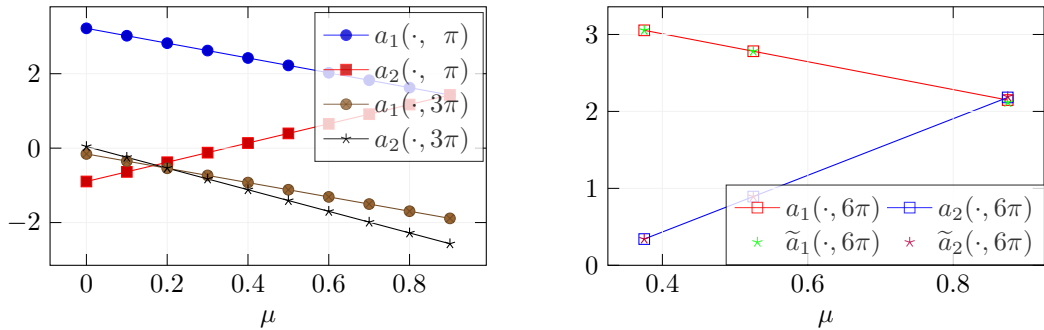 2
0
−2
0
0.2
0.4
0.6
0.8
μ
a₁(·, π)
a₂(·, π)
a₁(·, 3π)
a₂(·, 3π)
3
2
1
0
0.4
0.6
0.8
μ
a₁(·, 6π) a₂(·, 6π)
ã₁(·, 6π) ã₂(·, 6π)